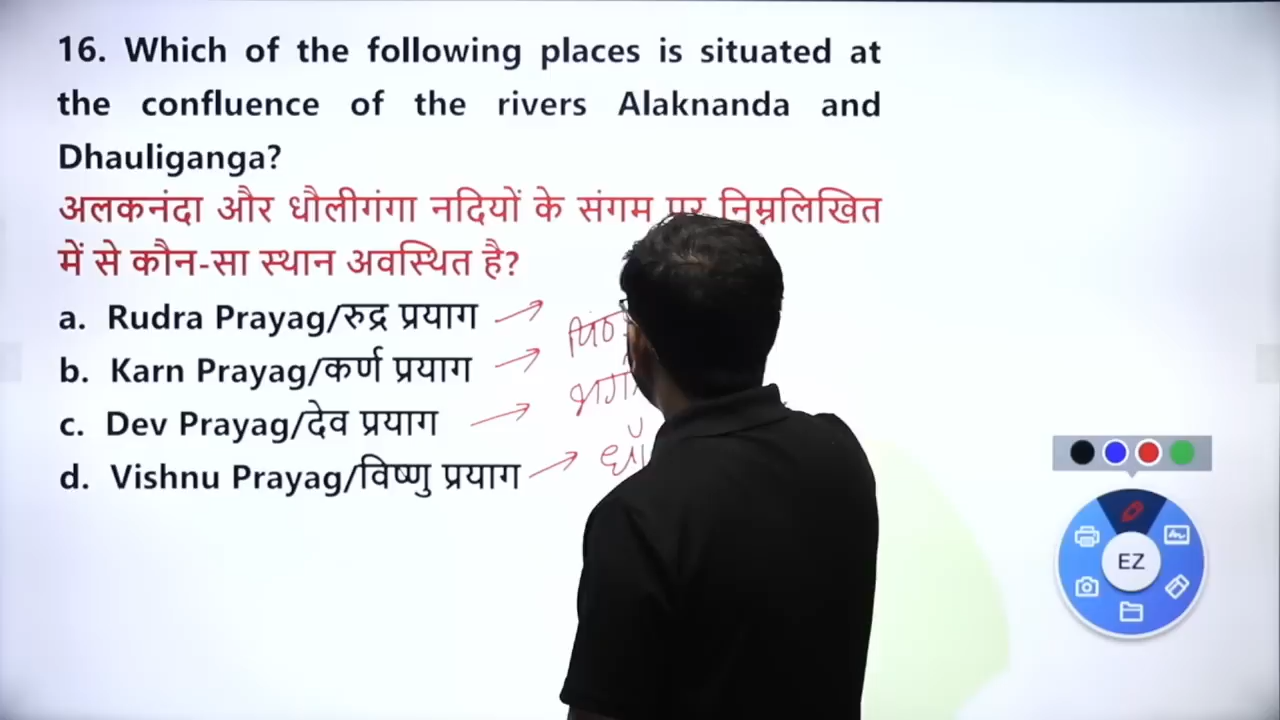 16. Which of the following places is situated at
the confluence of the rivers Alaknanda and
Dhauliganga?
अलकनंदा और धौलीगंगा नदियों के संगम पर निम्नलिखित
में से कौन-सा स्थान अवस्थित है?
a. Rudra Prayag/रुद्र प्रयाग
b. Karn Prayag/कर्ण प्रयाग
c. Dev Prayag/देव प्रयाग
d. Vishnu Prayag/विष्णु प्रयाग
EZ